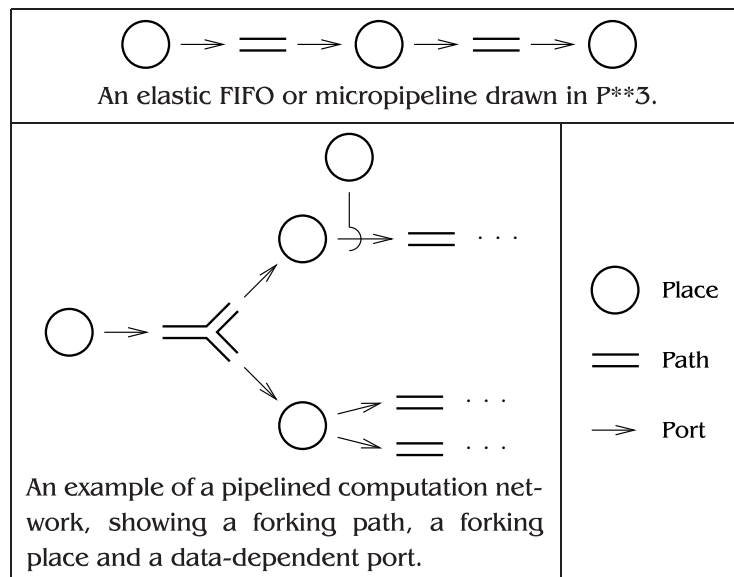 An elastic FIFO or micropipeline drawn in P**3.
. . .
Place
Path
. . .
Port
. . .
An example of a pipelined computation net-
work, showing a forking path, a forking
place and a data-dependent port.